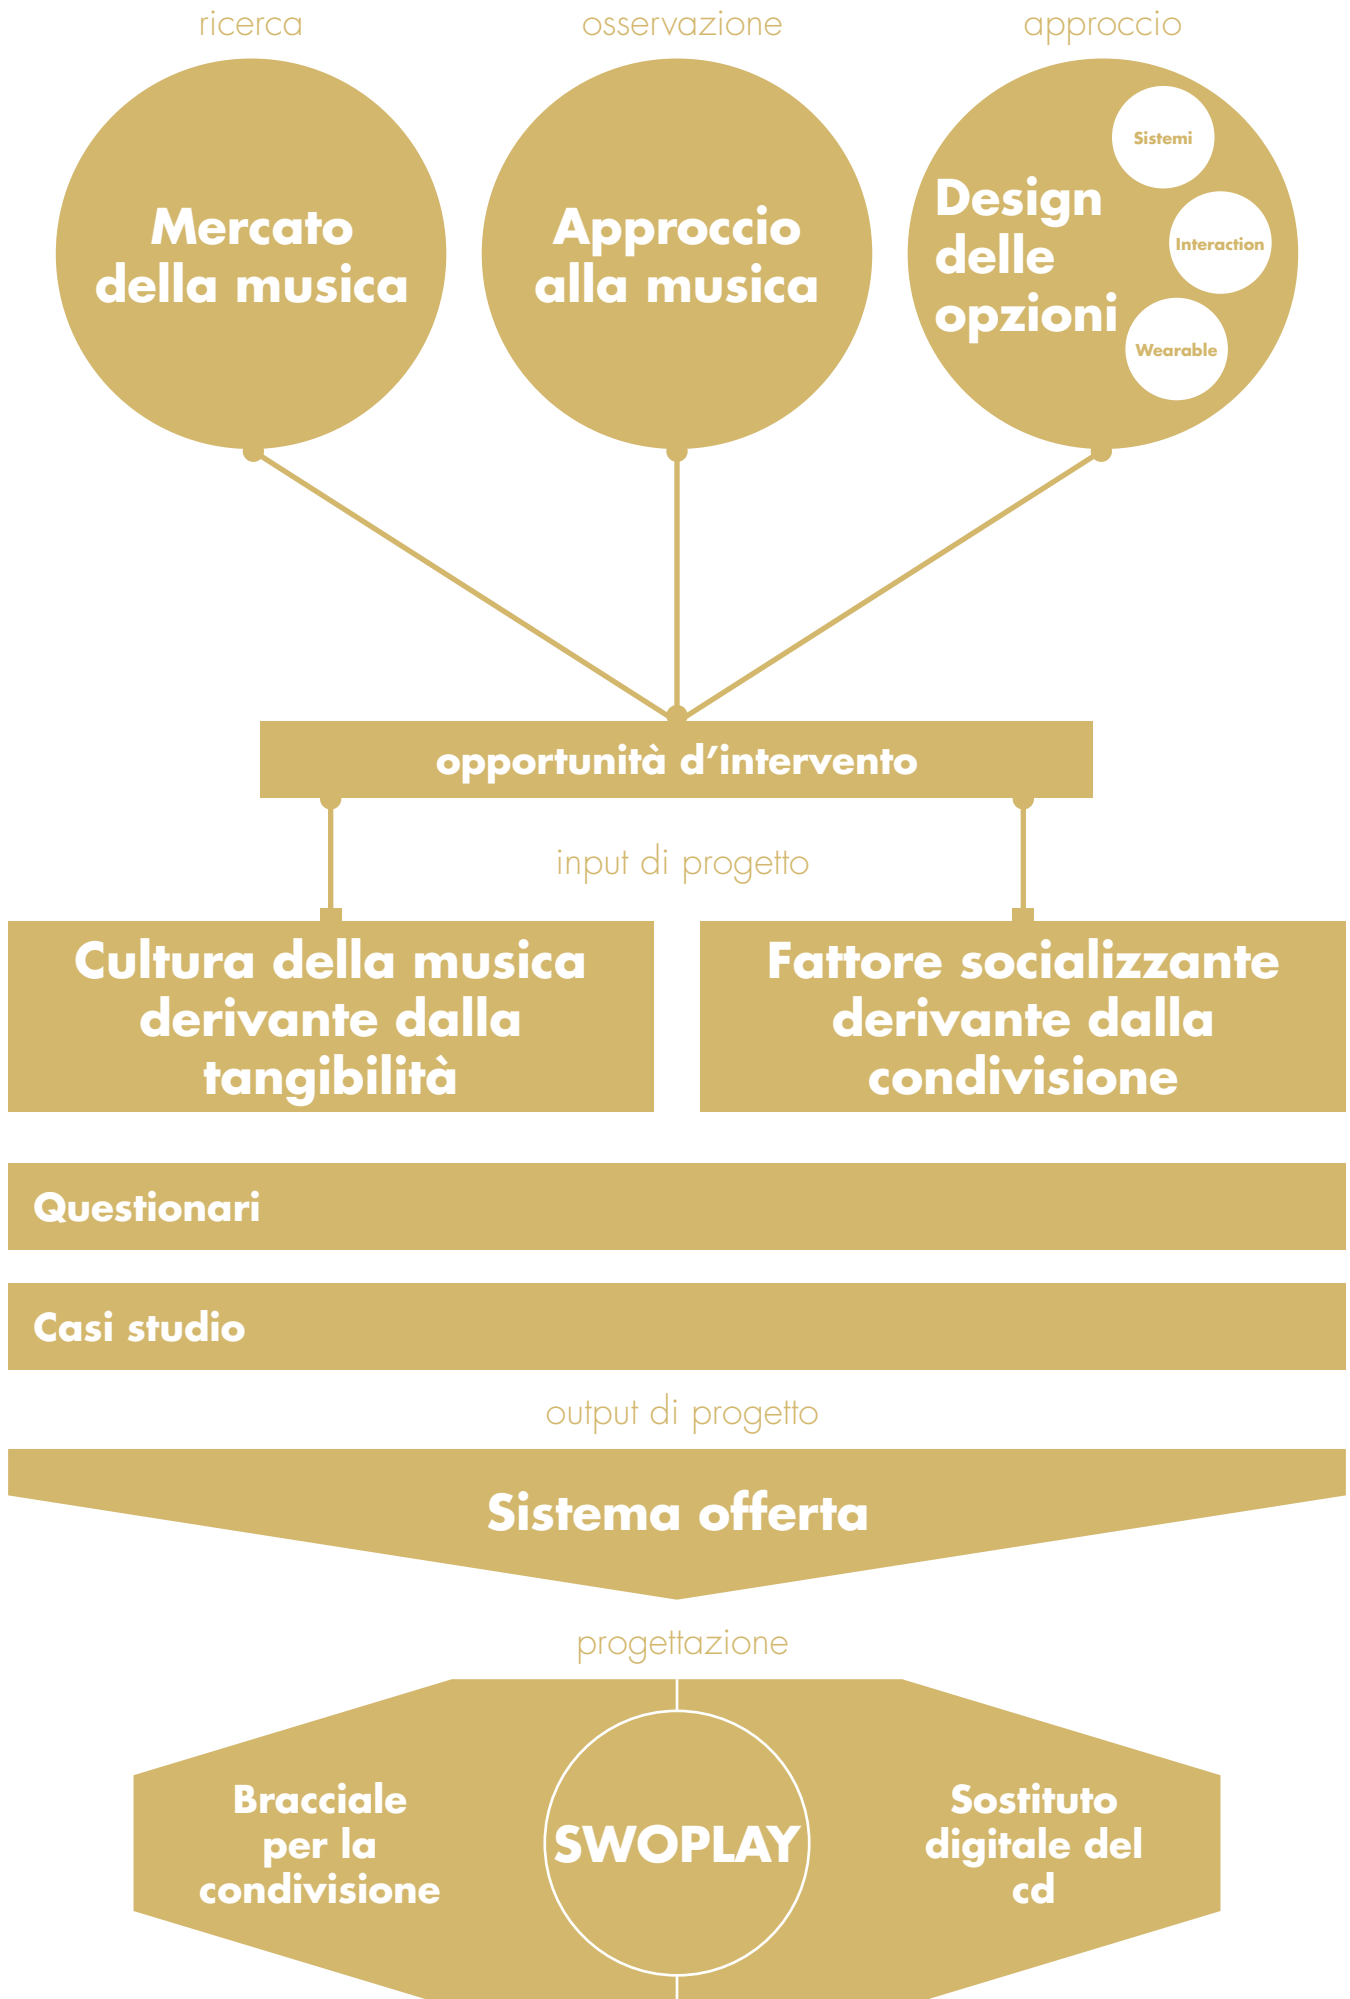 ricerca
osservazione
approccio
Mercato
della musica
Approccio
alla musica
Design
delle
opzioni
Sistemi
Interaction
Wearable
opportunità d’intervento
input di progetto
Cultura della musica
derivante dalla
tangibilità
Fattore socializzante
derivante dalla
condivisione
Questionari
Casi studio
output di progetto
Sistema offerta
progettazione
Bracciale
per la
condivisione
SWOPLAY
Sostituto
digitale del
cd